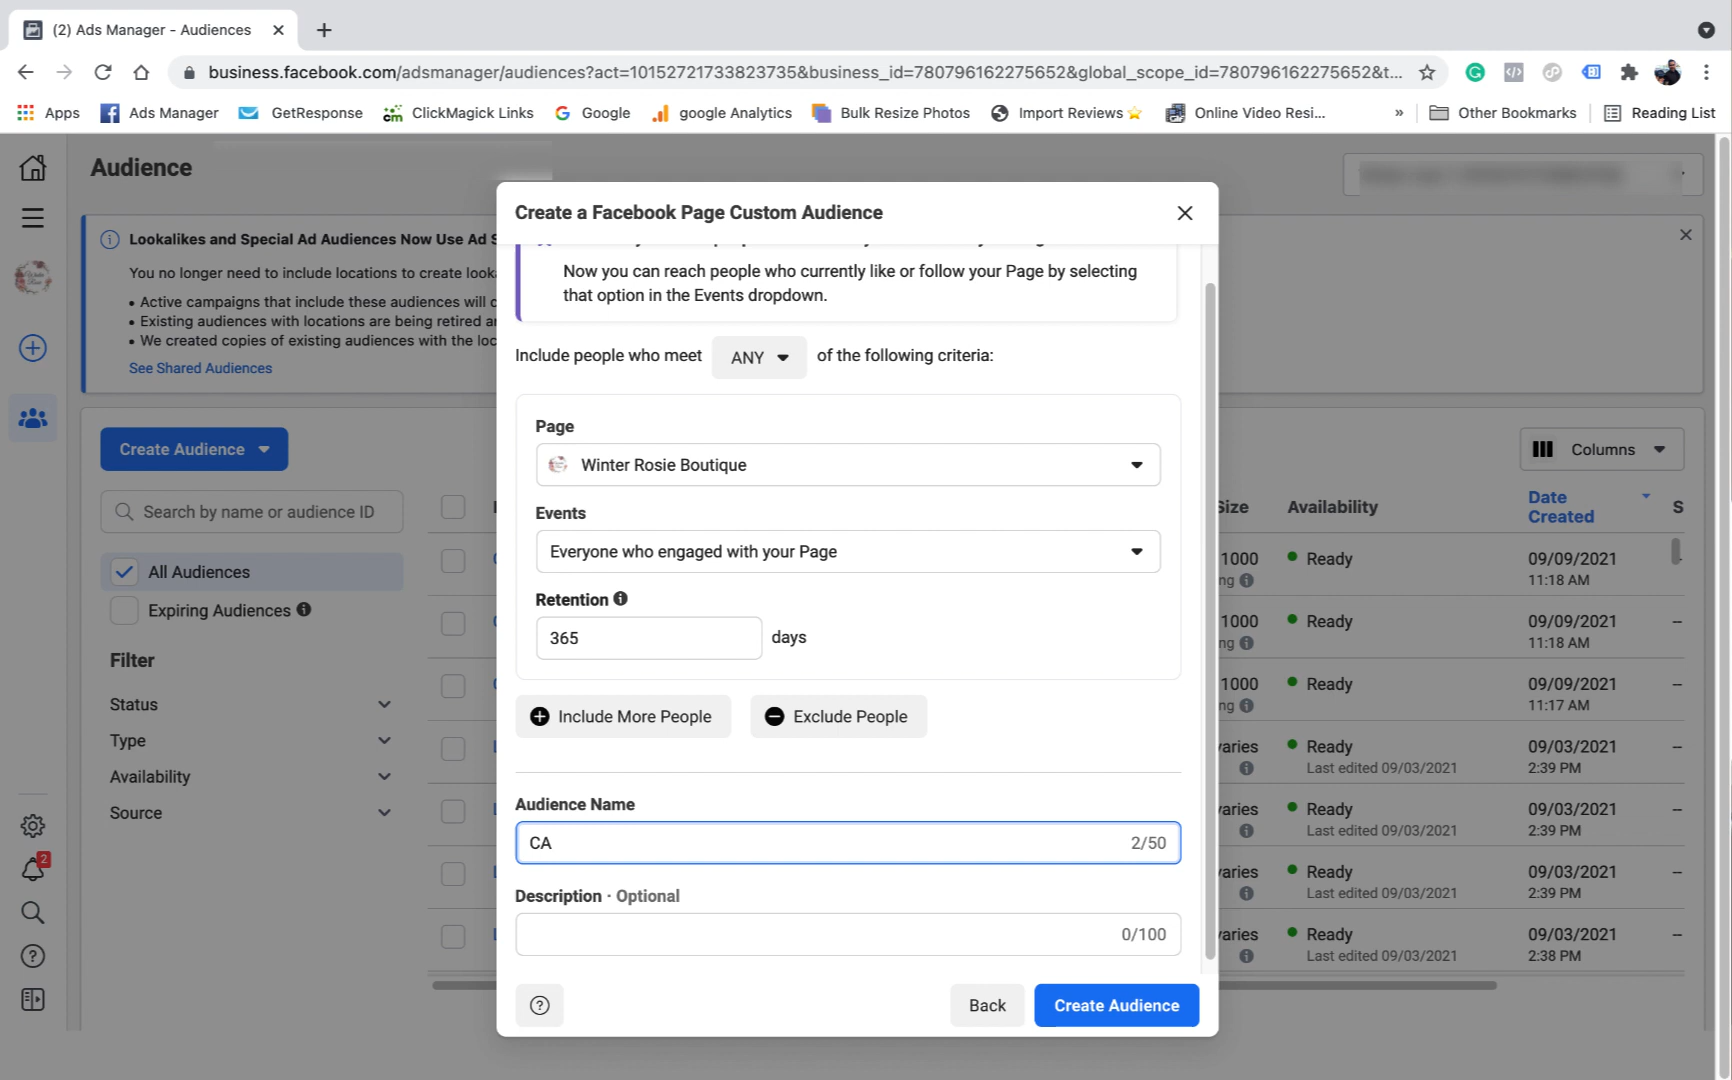 (2) Ads Manager - Audiences
business.facebook.com/adsmanager/audiences?act=10152721733823735&business_id=780796162275652&global_scope_id=780796162275652&t...
Apps
Ads Manager
GetResponse
ClickMagick Links
Google
google Analytics
Bulk Resize Photos
Import Reviews
Online Video Resi...
»
Other Bookmarks
Reading List
Audience
Lookalikes and Special Ad Audiences Now Use Ad S
You no longer need to include locations to create looka
• Active campaigns that include these audiences will c
• Existing audiences with locations are being retired an
• We created copies of existing audiences with the loc
See Shared Audiences
Create Audience
Search by name or audience ID
All Audiences
Expiring Audiences
Filter
Status
Type
Availability
Source
2
Create a Facebook Page Custom Audience
Now you can reach people who currently like or follow your Page by selecting
that option in the Events dropdown.
Include people who meet ANY of the following criteria:
Page
Winter Rosie Boutique
Events
Everyone who engaged with your Page
Retention
365 days
Include More People
Exclude People
Audience Name
CA 2/50
Description · Optional
0/100
Back
Create Audience
Columns
Size Availability Date Created S
1000 Ready 09/09/2021
ng 11:18 AM
1000 Ready 09/09/2021 –
ng 11:18 AM
1000 Ready 09/09/2021 –
ng 11:17 AM
varies Ready 09/03/2021 –
Last edited 09/03/2021 2:39 PM
varies Ready 09/03/2021 –
Last edited 09/03/2021 2:39 PM
varies Ready 09/03/2021 –
Last edited 09/03/2021 2:39 PM
varies Ready 09/03/2021 –
Last edited 09/03/2021 2:38 PM